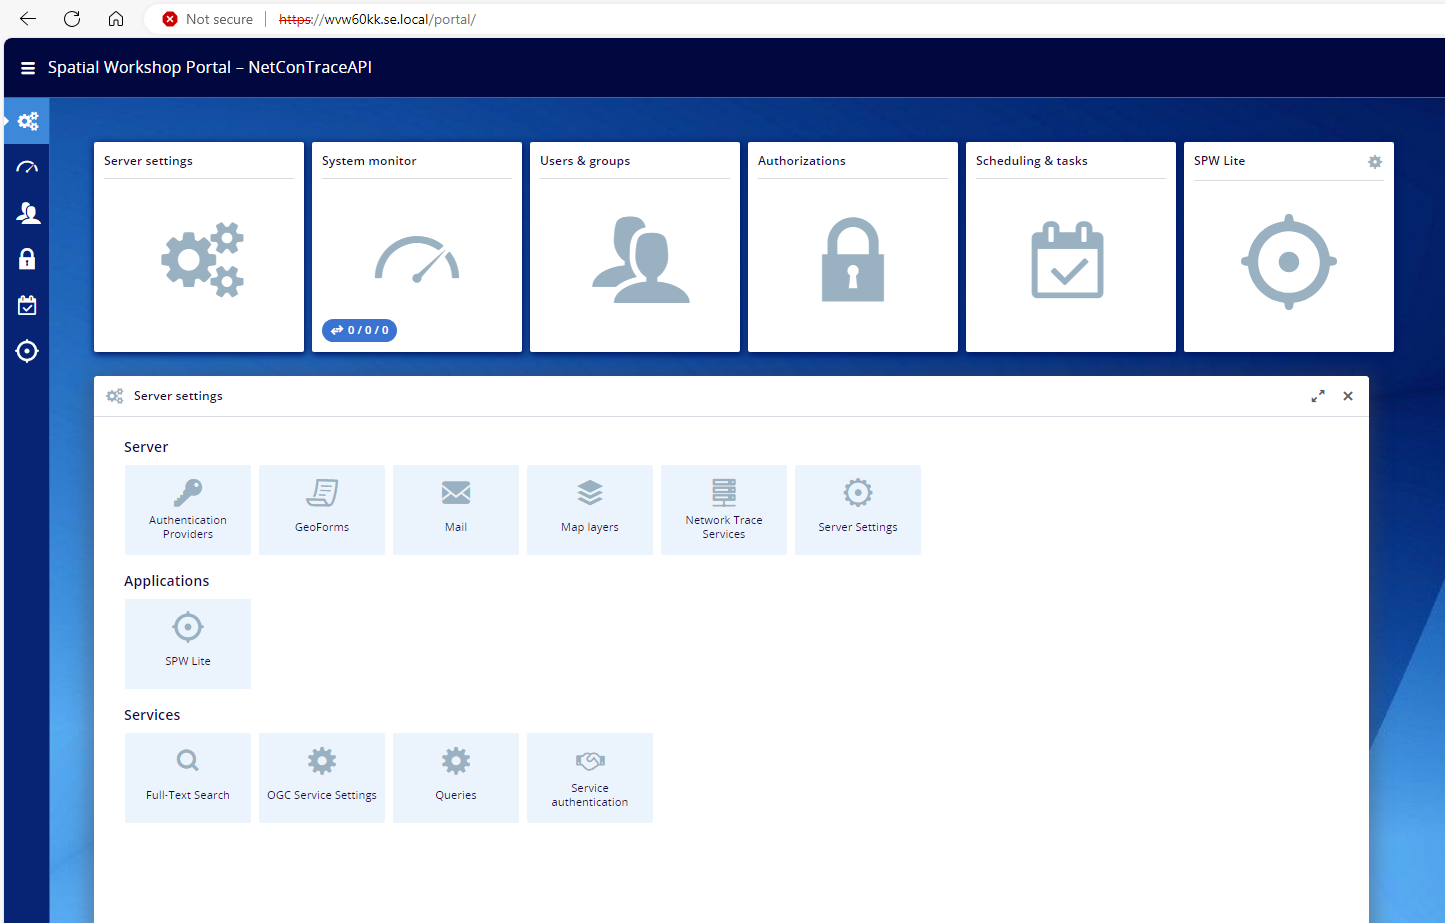 Not secure https://wvw60kk.se.local/portal/
Spatial Workshop Portal – NetConTraceAPI
Server settings
System monitor
Users & groups
Authorizations
Scheduling & tasks
SPW Lite
0 / 0 / 0
Server settings
Server
Authentication
Providers
GeoForms
Mail
Map layers
Network Trace
Services
Server Settings
Applications
SPW Lite
Services
Full-Text Search
OGC Service Settings
Queries
Service
authentication